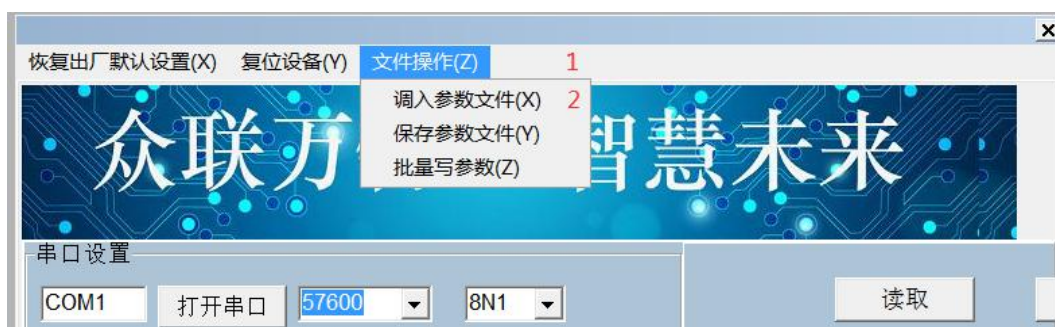 恢复出厂默认设置(X) 复位设备(Y) 文件操作(Z) 1
调入参数文件(X) 2
保存参数文件(Y)
批量写参数(Z)
众联万 智慧未来
串口设置
COM1 打开串口 57600 8N1 读取